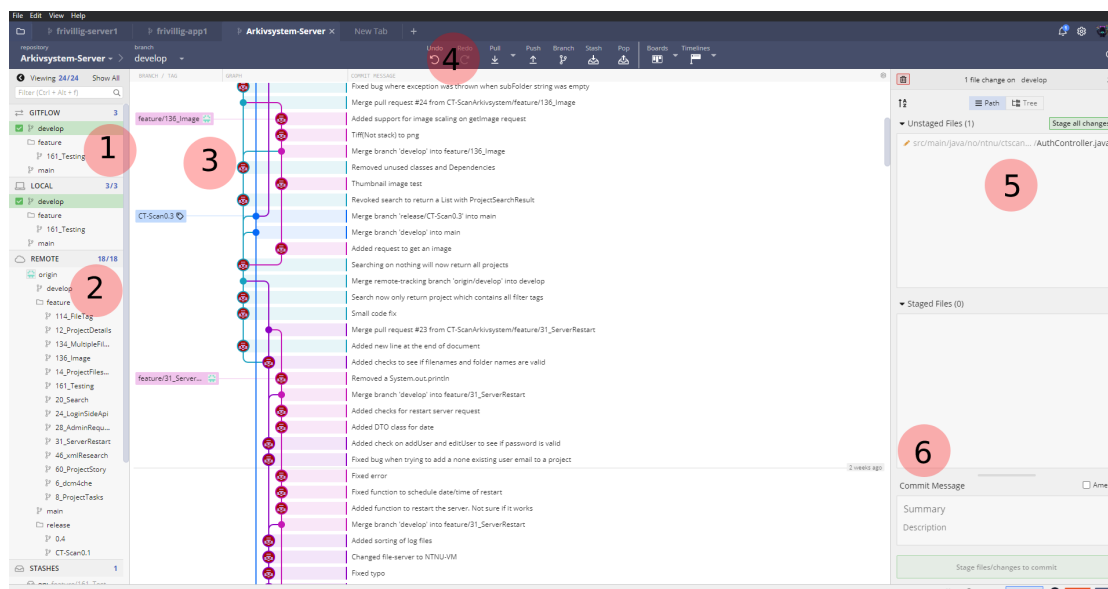 File Edit View Help
frivillig-server1
frivillig-app1
Arkivsystem-Server ×
New Tab
+
repository
Arkivsystem-Server
branch
develop
Undo
Redo
Pull
Push
Branch
Stash
Pop
Boards
Timelines
4
Viewing 24/24 Show All
Filter (Ctrl + Alt + f)
GITFLOW 3
develop
feature
161_Testing
main
1
LOCAL 3/3
develop
feature
161_Testing
main
REMOTE 18/18
origin
develop
2
feature
114_FileTag
12_ProjectDetails
134_MultipleFil...
136_Image
14_ProjectFiles...
161_Testing
20_Search
24_LoginSideApi
28_AdminRequ...
31_ServerRestart
46_xmlResearch
60_ProjectStory
6_dcm4che
8_ProjectTasks
main
release
0.4
CT-Scan0.1
STASHES 1
BRANCH / TAG
GRAPH
COMMIT MESSAGE
3
Fixed bug where exception was thrown when subFolder string was empty
Merge pull request #24 from CT-ScanArkivsystem/feature/136_Image
feature/136_Image
Added support for image scaling on getImage request
Tiff(Not stack) to png
Merge branch 'develop' into feature/136_Image
Removed unused classes and Dependencies
Thumbnail image test
Revoked search to return a List with ProjectSearchResult
CT-Scan0.3
Merge branch 'release/CT-Scan0.3' into main
Merge branch 'develop' into main
Added request to get an image
Searching on nothing will now return all projects
Merge remote-tracking branch 'origin/develop' into develop
Search now only return project which contains all filter tags
Small code fix
Merge pull request #23 from CT-ScanArkivsystem/feature/31_ServerRestart
Added new line at the end of document
Added checks to see if filenames and folder names are valid
feature/31_Server...
Removed a System.out.println
Merge branch 'develop' into feature/31_ServerRestart
Added checks for restart server request
Added DTO class for date
Added check on addUser and editUser to see if password is valid
Fixed bug when trying to add a none existing user email to a project
2 weeks ago
Fixed error
Fixed function to schedule date/time of restart
Added function to restart the server. Not sure if it works
Merge branch 'develop' into feature/31_ServerRestart
Added sorting of log files
Changed file-server to NTNU-VM
Fixed typo
1 file change on develop
Path
Tree
Unstaged Files (1)
Stage all changes
src/main/java/no/ntnu/ctscan... /AuthController.java
5
Staged Files (0)
6
Commit Message
Ame
Summary
Description
Stage files/changes to commit